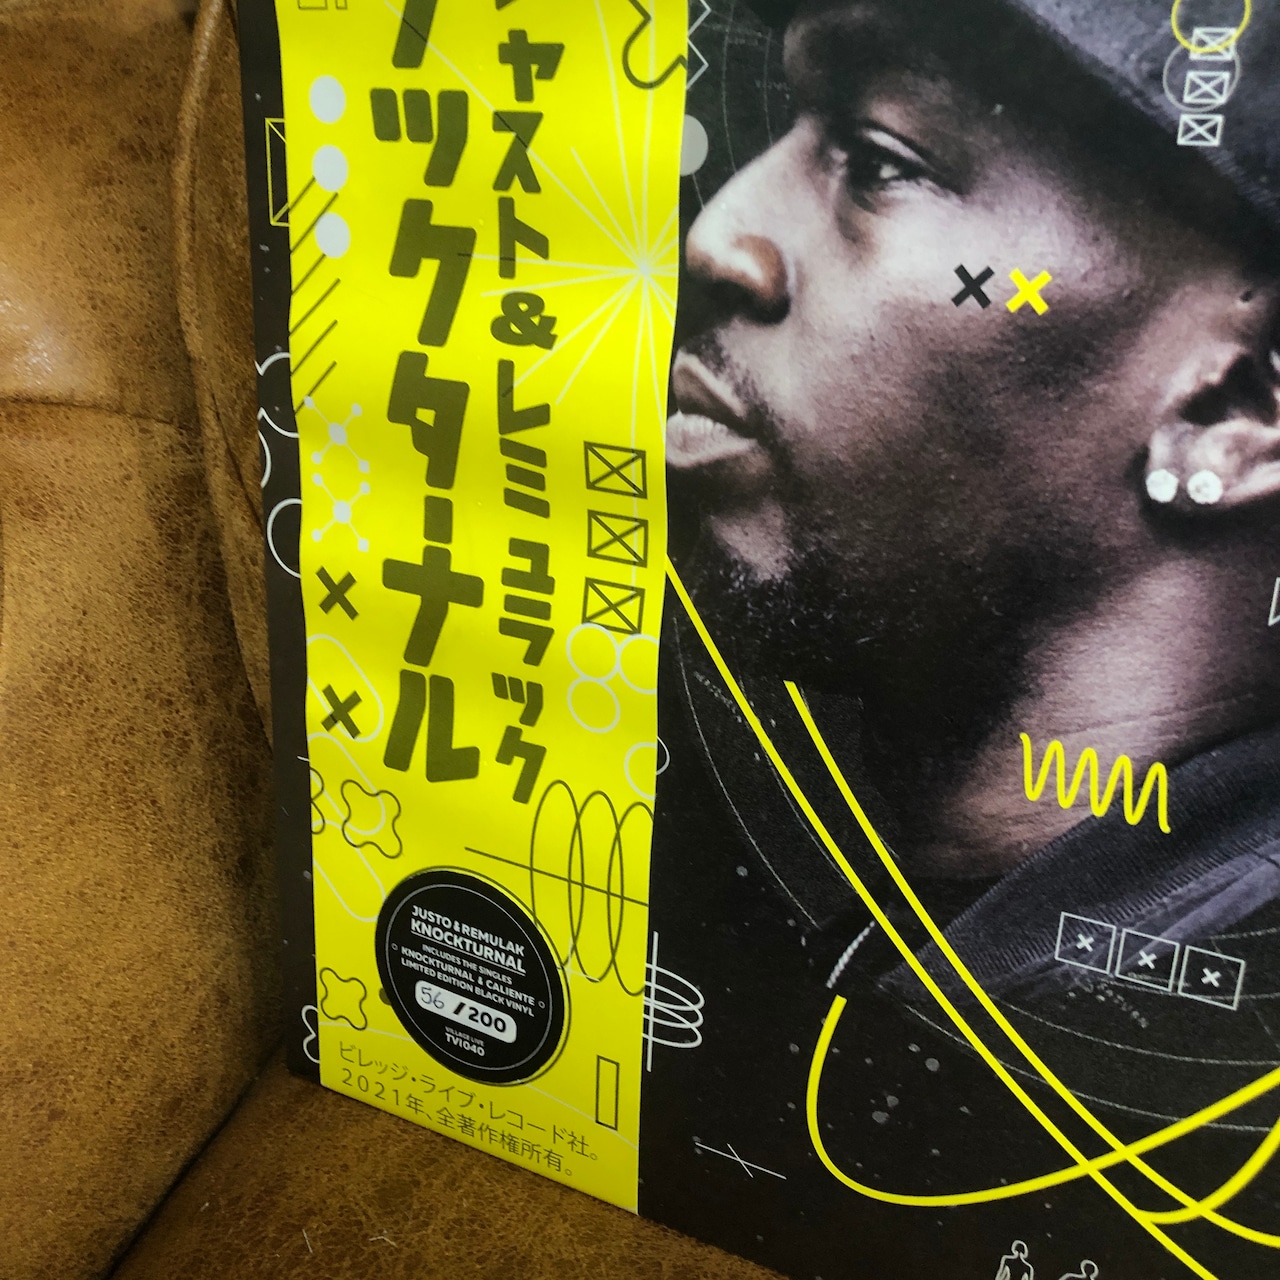 ャスト&レミュラック
ノックターナル
JUSTO & REMULAK
KNOCKTURNAL
INCLUDES THE SINGLES
KNOCKTURNAL & CALIENTE
LIMITED EDITION BLACK VINYL
56 /200
VILLAGE LIVE
TVI040
ビレッジ・ライブ・レコード社。
2021年、全著作権所有。